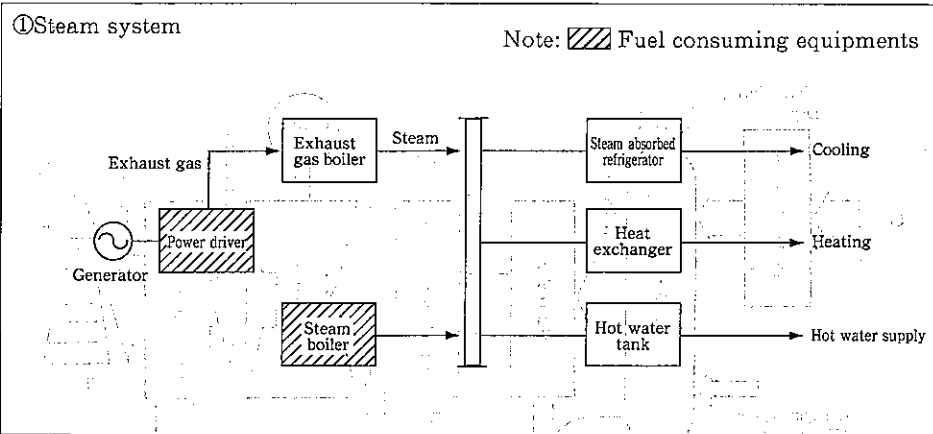 ①Steam system
Note: Fuel consuming equipments
Exhaust
gas boiler
Steam
Exhaust gas
Steam absorbed
refrigerator
Cooling
Power driver
Generator
Heat
exchanger
Heating
Steam
boiler
Hot water
tank
Hot water supply